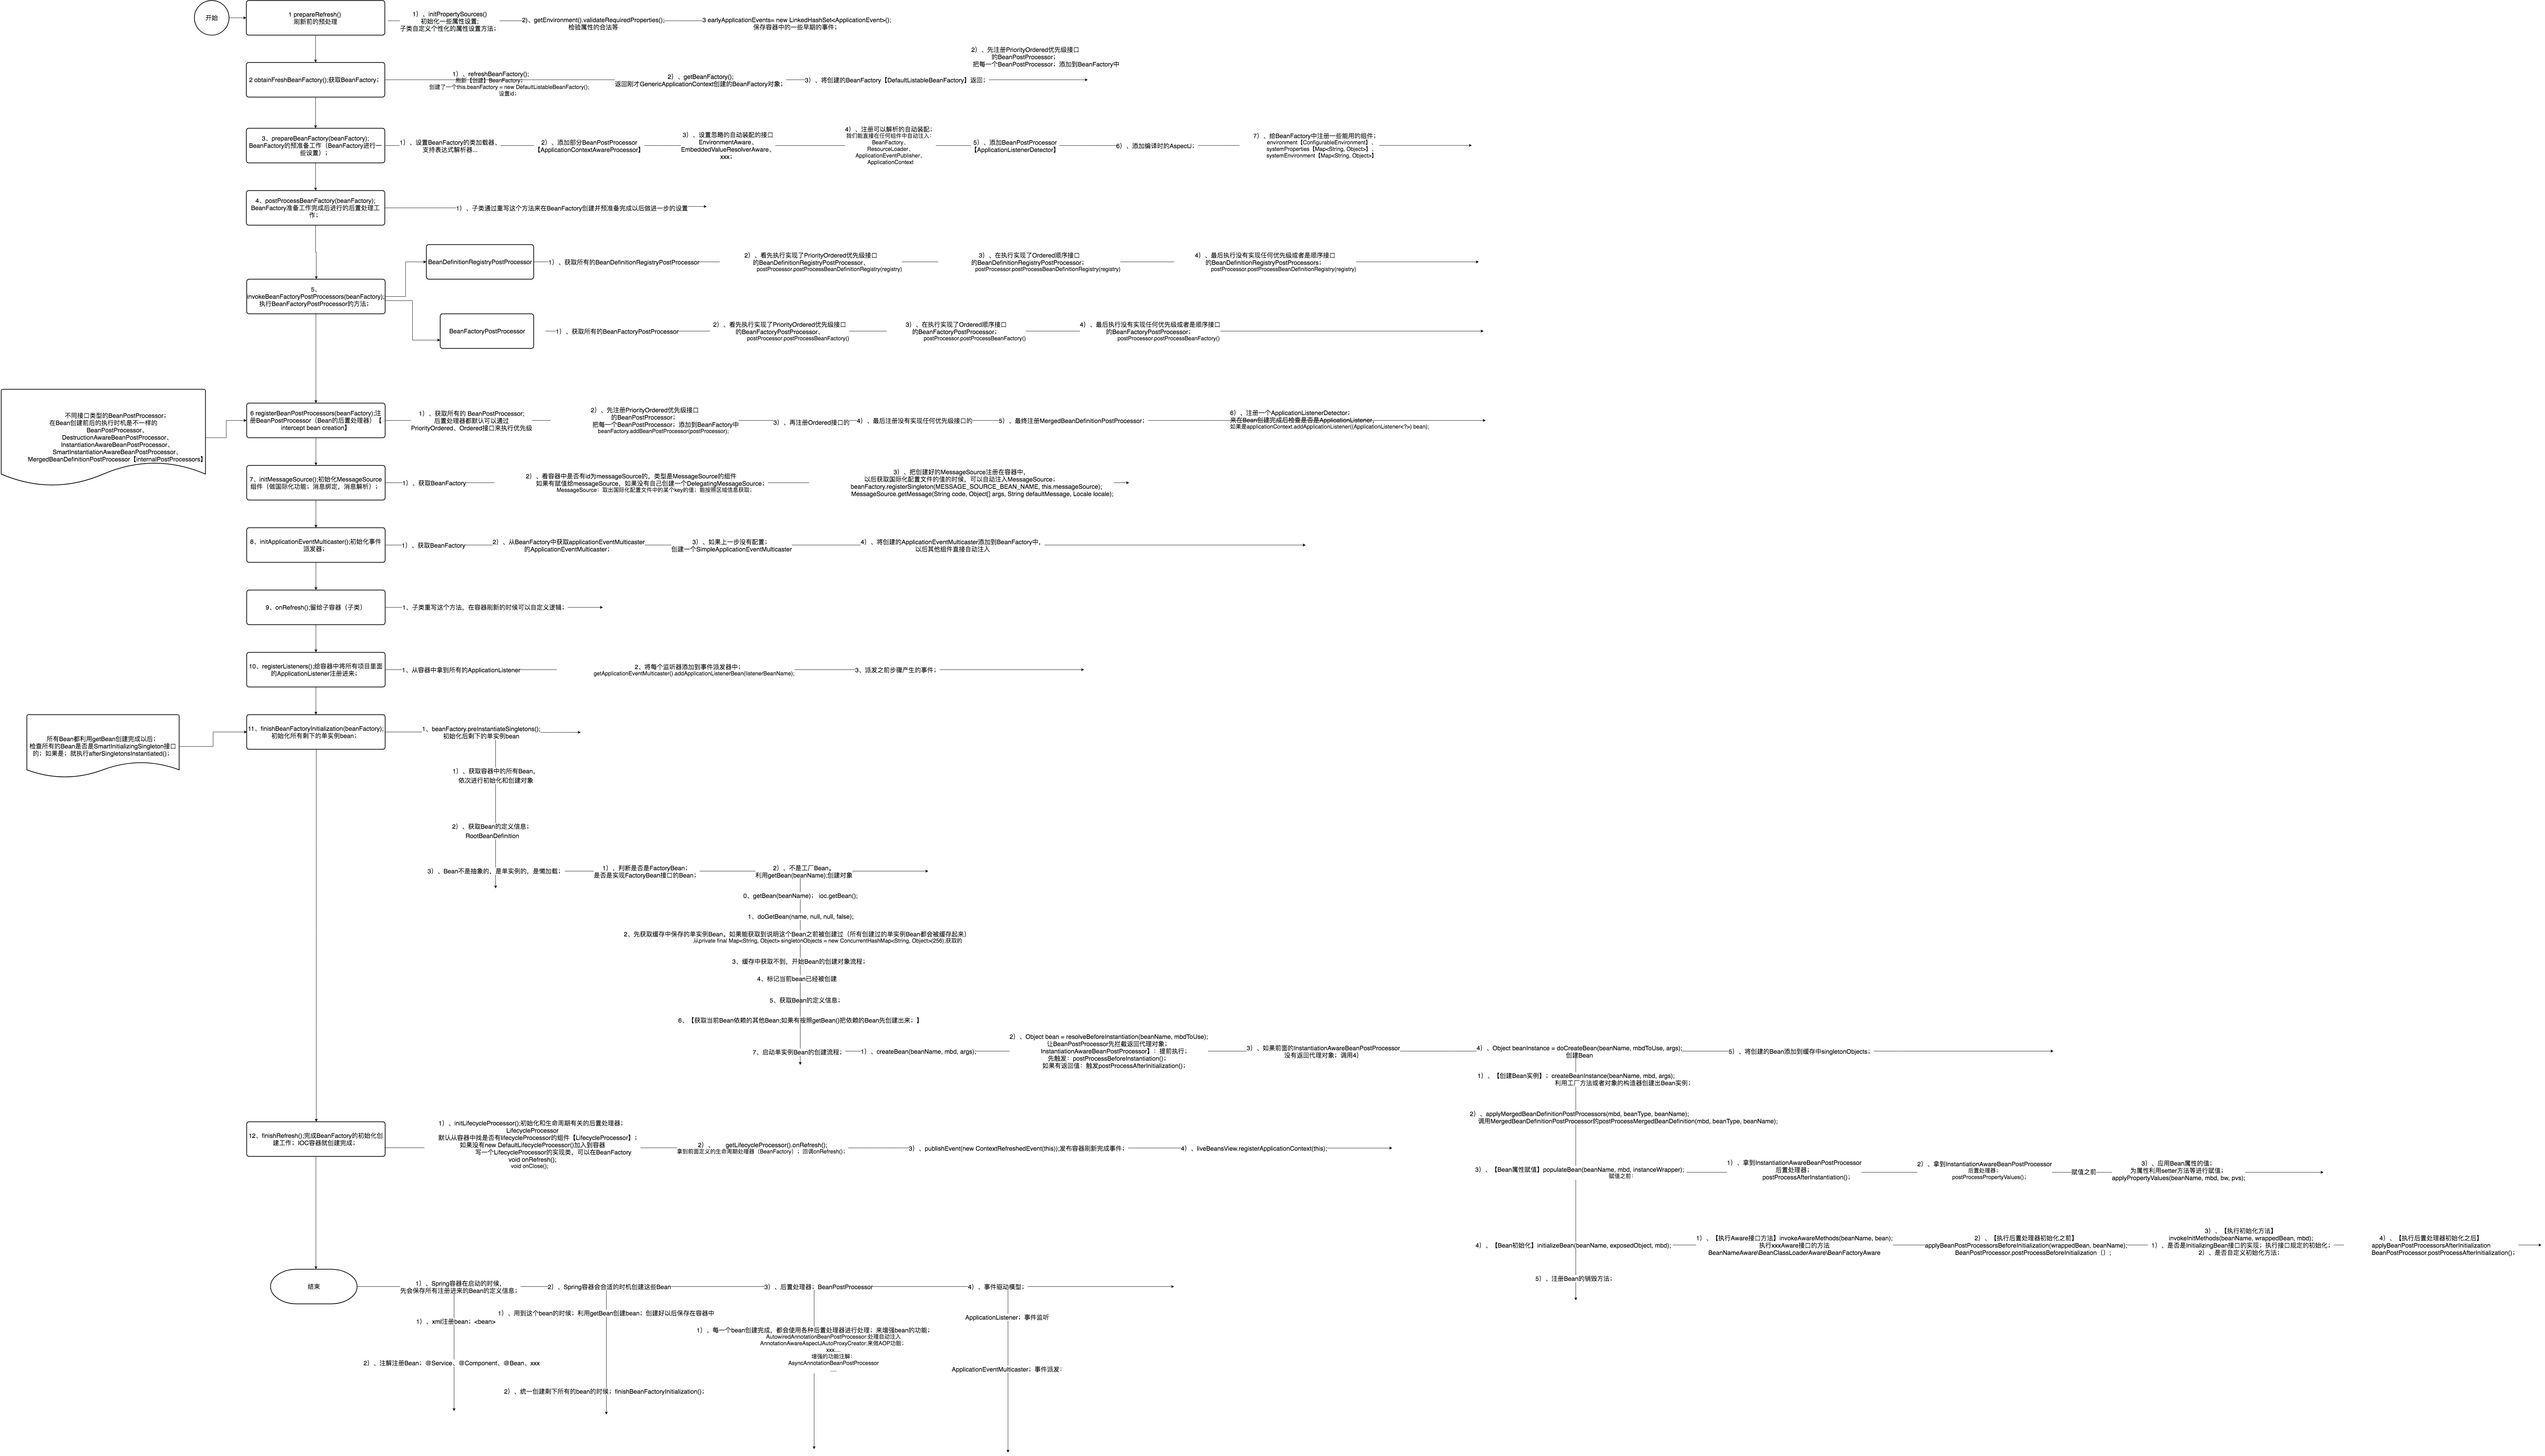 开始
1 prepareRefresh()
刷新前的预处理
1）、initPropertySources()
初始化一些属性设置;
子类自定义个性化的属性设置方法；
2)、getEnvironment().validateRequiredProperties();
检验属性的合法等
3 earlyApplicationEvents= new LinkedHashSet<ApplicationEvent>();
保存容器中的一些早期的事件；
2）、先注册PriorityOrdered优先级接口
的BeanPostProcessor；
把每一个BeanPostProcessor；添加到BeanFactory中
2 obtainFreshBeanFactory();获取BeanFactory；
1）、refreshBeanFactory();
刷新【创建】BeanFactory；
创建了一个this.beanFactory = new DefaultListableBeanFactory();
设置id；
2）、getBeanFactory();
返回刚才GenericApplicationContext创建的BeanFactory对象；
3）、将创建的BeanFactory【DefaultListableBeanFactory】返回；
3、prepareBeanFactory(beanFactory);
BeanFactory的预准备工作（BeanFactory进行一
些设置）；
1）、设置BeanFactory的类加载器、
支持表达式解析器...
2）、添加部分BeanPostProcessor
【ApplicationContextAwareProcessor】
3）、设置忽略的自动装配的接口
EnvironmentAware、
EmbeddedValueResolverAware、
xxx；
4）、注册可以解析的自动装配；
我们能直接在任何组件中自动注入：
BeanFactory、
ResourceLoader、
ApplicationEventPublisher、
ApplicationContext
5）、添加BeanPostProcessor
【ApplicationListenerDetector】
6）、添加编译时的AspectJ；
7）、给BeanFactory中注册一些能用的组件；
environment【ConfigurableEnvironment】、
systemProperties【Map<String, Object>】、
systemEnvironment【Map<String, Object>】
4、postProcessBeanFactory(beanFactory);
BeanFactory准备工作完成后进行的后置处理工
作；
1）、子类通过重写这个方法来在BeanFactory创建并预准备完成以后做进一步的设置
BeanDefinitionRegistryPostProcessor
1）、获取所有的BeanDefinitionRegistryPostProcessor
2）、看先执行实现了PriorityOrdered优先级接口
的BeanDefinitionRegistryPostProcessor、
postProcessor.postProcessBeanDefinitionRegistry(registry)
3）、在执行实现了Ordered顺序接口
的BeanDefinitionRegistryPostProcessor；
postProcessor.postProcessBeanDefinitionRegistry(registry)
4）、最后执行没有实现任何优先级或者是顺序接口
的BeanDefinitionRegistryPostProcessors；
postProcessor.postProcessBeanDefinitionRegistry(registry)
5、
invokeBeanFactoryPostProcessors(beanFactory);
执行BeanFactoryPostProcessor的方法；
BeanFactoryPostProcessor
1）、获取所有的BeanFactoryPostProcessor
2）、看先执行实现了PriorityOrdered优先级接口
的BeanFactoryPostProcessor、
postProcessor.postProcessBeanFactory()
3）、在执行实现了Ordered顺序接口
的BeanFactoryPostProcessor；
postProcessor.postProcessBeanFactory()
4）、最后执行没有实现任何优先级或者是顺序接口
的BeanFactoryPostProcessor；
postProcessor.postProcessBeanFactory()
不同接口类型的BeanPostProcessor；
在Bean创建前后的执行时机是不一样的
BeanPostProcessor、
DestructionAwareBeanPostProcessor、
InstantiationAwareBeanPostProcessor、
SmartInstantiationAwareBeanPostProcessor、
MergedBeanDefinitionPostProcessor【internalPostProcessors】
6 registerBeanPostProcessors(beanFactory);注
册BeanPostProcessor（Bean的后置处理器）【
intercept bean creation】
1）、获取所有的 BeanPostProcessor;
后置处理器都默认可以通过
PriorityOrdered、Ordered接口来执行优先级
2）、先注册PriorityOrdered优先级接口
的BeanPostProcessor；
把每一个BeanPostProcessor；添加到BeanFactory中
beanFactory.addBeanPostProcessor(postProcessor);
3）、再注册Ordered接口的
4）、最后注册没有实现任何优先级接口的
5）、最终注册MergedBeanDefinitionPostProcessor；
6）、注册一个ApplicationListenerDetector；
来在Bean创建完成后检查是否是ApplicationListener，
如果是applicationContext.addApplicationListener((ApplicationListener<?>) bean);
7、initMessageSource();初始化MessageSource
组件（做国际化功能；消息绑定，消息解析）；
1）、获取BeanFactory
2）、看容器中是否有id为messageSource的，类型是MessageSource的组件
如果有赋值给messageSource，如果没有自己创建一个DelegatingMessageSource；
MessageSource：取出国际化配置文件中的某个key的值；能按照区域信息获取；
3）、把创建好的MessageSource注册在容器中，
以后获取国际化配置文件的值的时候，可以自动注入MessageSource；
beanFactory.registerSingleton(MESSAGE_SOURCE_BEAN_NAME, this.messageSource);
MessageSource.getMessage(String code, Object[] args, String defaultMessage, Locale locale);
8、initApplicationEventMulticaster();初始化事件
派发器；
1）、获取BeanFactory
2）、从BeanFactory中获取applicationEventMulticaster
的ApplicationEventMulticaster；
3）、如果上一步没有配置；
创建一个SimpleApplicationEventMulticaster
4）、将创建的ApplicationEventMulticaster添加到BeanFactory中，
以后其他组件直接自动注入
9、onRefresh();留给子容器（子类）
1、子类重写这个方法，在容器刷新的时候可以自定义逻辑；
10、registerListeners();给容器中将所有项目里面
的ApplicationListener注册进来；
1、从容器中拿到所有的ApplicationListener
2、将每个监听器添加到事件派发器中；
getApplicationEventMulticaster().addApplicationListenerBean(listenerBeanName);
3、派发之前步骤产生的事件；
所有Bean都利用getBean创建完成以后；
检查所有的Bean是否是SmartInitializingSingleton接口
的；如果是；就执行afterSingletonsInstantiated()；
11、finishBeanFactoryInitialization(beanFactory);
初始化所有剩下的单实例bean；
1、beanFactory.preInstantiateSingletons();
初始化后剩下的单实例bean
1）、获取容器中的所有Bean，
依次进行初始化和创建对象
2）、获取Bean的定义信息；
RootBeanDefinition
3）、Bean不是抽象的，是单实例的，是懒加载；
1）、判断是否是FactoryBean；
是否是实现FactoryBean接口的Bean；
2）、不是工厂Bean。
利用getBean(beanName);创建对象
0、getBean(beanName)； ioc.getBean();
1、doGetBean(name, null, null, false);
2、先获取缓存中保存的单实例Bean。如果能获取到说明这个Bean之前被创建过（所有创建过的单实例Bean都会被缓存起来）
private final Map<String, Object> singletonObjects = new ConcurrentHashMap<String, Object>(256);获取的
3、缓存中获取不到，开始Bean的创建对象流程；
4、标记当前bean已经被创建
5、获取Bean的定义信息；
6、【获取当前Bean依赖的其他Bean;如果有按照getBean()把依赖的Bean先创建出来；】
7、启动单实例Bean的创建流程；
1）、createBean(beanName, mbd, args);
2）、Object bean = resolveBeforeInstantiation(beanName, mbdToUse);
让BeanPostProcessor先拦截返回代理对象；
InstantiationAwareBeanPostProcessor】：提前执行；
先触发：postProcessBeforeInstantiation()；
如果有返回值：触发postProcessAfterInitialization()；
3）、如果前面的InstantiationAwareBeanPostProcessor
没有返回代理对象；调用4）
4）、Object beanInstance = doCreateBean(beanName, mbdToUse, args);
创建Bean
5）、将创建的Bean添加到缓存中singletonObjects；
1）、【创建Bean实例】；createBeanInstance(beanName, mbd, args);
利用工厂方法或者对象的构造器创建出Bean实例；
2）、applyMergedBeanDefinitionPostProcessors(mbd, beanType, beanName);
调用MergedBeanDefinitionPostProcessor的postProcessMergedBeanDefinition(mbd, beanType, beanName);
12、finishRefresh();完成BeanFactory的初始化创
建工作；IOC容器就创建完成；
1）、initLifecycleProcessor();初始化和生命周期有关的后置处理器；
LifecycleProcessor
默认从容器中找是否有lifecycleProcessor的组件【LifecycleProcessor】；
如果没有new DefaultLifecycleProcessor()加入到容器
写一个LifecycleProcessor的实现类，可以在BeanFactory
void onRefresh();
void onClose();
2）、 getLifecycleProcessor().onRefresh();
拿到前面定义的生命周期处理器（BeanFactory）；回调onRefresh()；
3）、publishEvent(new ContextRefreshedEvent(this));发布容器刷新完成事件；
4）、liveBeansView.registerApplicationContext(this);
3）、【Bean属性赋值】populateBean(beanName, mbd, instanceWrapper);
赋值之前：
1）、拿到InstantiationAwareBeanPostProcessor
后置处理器；
postProcessAfterInstantiation()；
2）、拿到InstantiationAwareBeanPostProcessor
后置处理器；
postProcessPropertyValues()；
赋值之前
3）、应用Bean属性的值；
为属性利用setter方法等进行赋值；
applyPropertyValues(beanName, mbd, bw, pvs);
4）、【Bean初始化】initializeBean(beanName, exposedObject, mbd);
1）、【执行Aware接口方法】invokeAwareMethods(beanName, bean);
执行xxxAware接口的方法
BeanNameAware\BeanClassLoaderAware\BeanFactoryAware
2）、【执行后置处理器初始化之前】
applyBeanPostProcessorsBeforeInitialization(wrappedBean, beanName);
BeanPostProcessor.postProcessBeforeInitialization（）;
3）、【执行初始化方法】
invokeInitMethods(beanName, wrappedBean, mbd);
1）、是否是InitializingBean接口的实现；执行接口规定的初始化；
2）、是否自定义初始化方法；
4）、【执行后置处理器初始化之后】
applyBeanPostProcessorsAfterInitialization
BeanPostProcessor.postProcessAfterInitialization()；
5）、注册Bean的销毁方法；
结束
1）、Spring容器在启动的时候，
先会保存所有注册进来的Bean的定义信息；
2）、Spring容器会合适的时机创建这些Bean
3）、后置处理器；BeanPostProcessor
4）、事件驱动模型；
1）、xml注册bean；<bean>
2）、注解注册Bean；@Service、@Component、@Bean、xxx
1）、用到这个bean的时候；利用getBean创建bean；创建好以后保存在容器中
2）、统一创建剩下所有的bean的时候；finishBeanFactoryInitialization()；
1）、每一个bean创建完成，都会使用各种后置处理器进行处理；来增强bean的功能；
AutowiredAnnotationBeanPostProcessor:处理自动注入
AnnotationAwareAspectJAutoProxyCreator:来做AOP功能；
xxx....
增强的功能注解：
AsyncAnnotationBeanPostProcessor
....
ApplicationListener；事件监听
ApplicationEventMulticaster；事件派发：